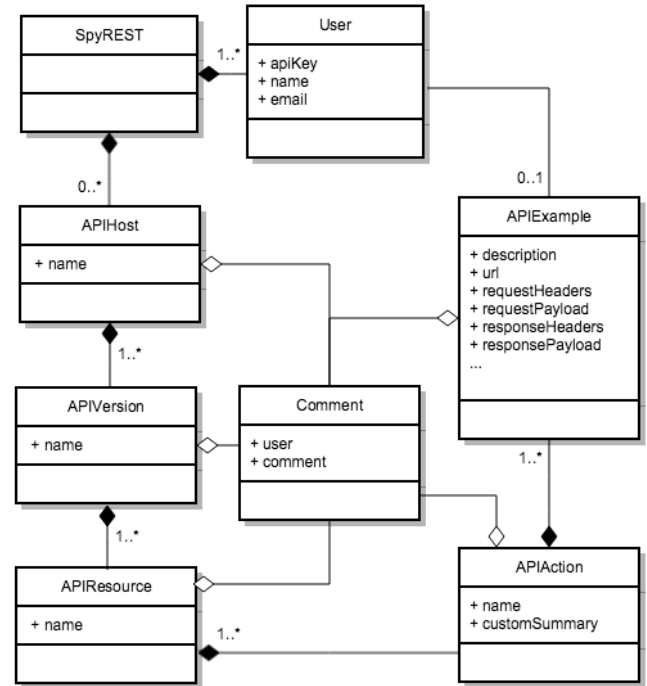 SpyREST
User
1..*
+ apiKey
+ name
+ email
0..*
0..1
APIHost
+ name
APIExample
+ description
+ url
+ requestHeaders
+ requestPayload
+ responseHeaders
+ responsePayload
...
1..*
APIVersion
+ name
Comment
+ user
+ comment
1..*
1..*
APIResource
+ name
APIAction
+ name
+ customSummary
1..*